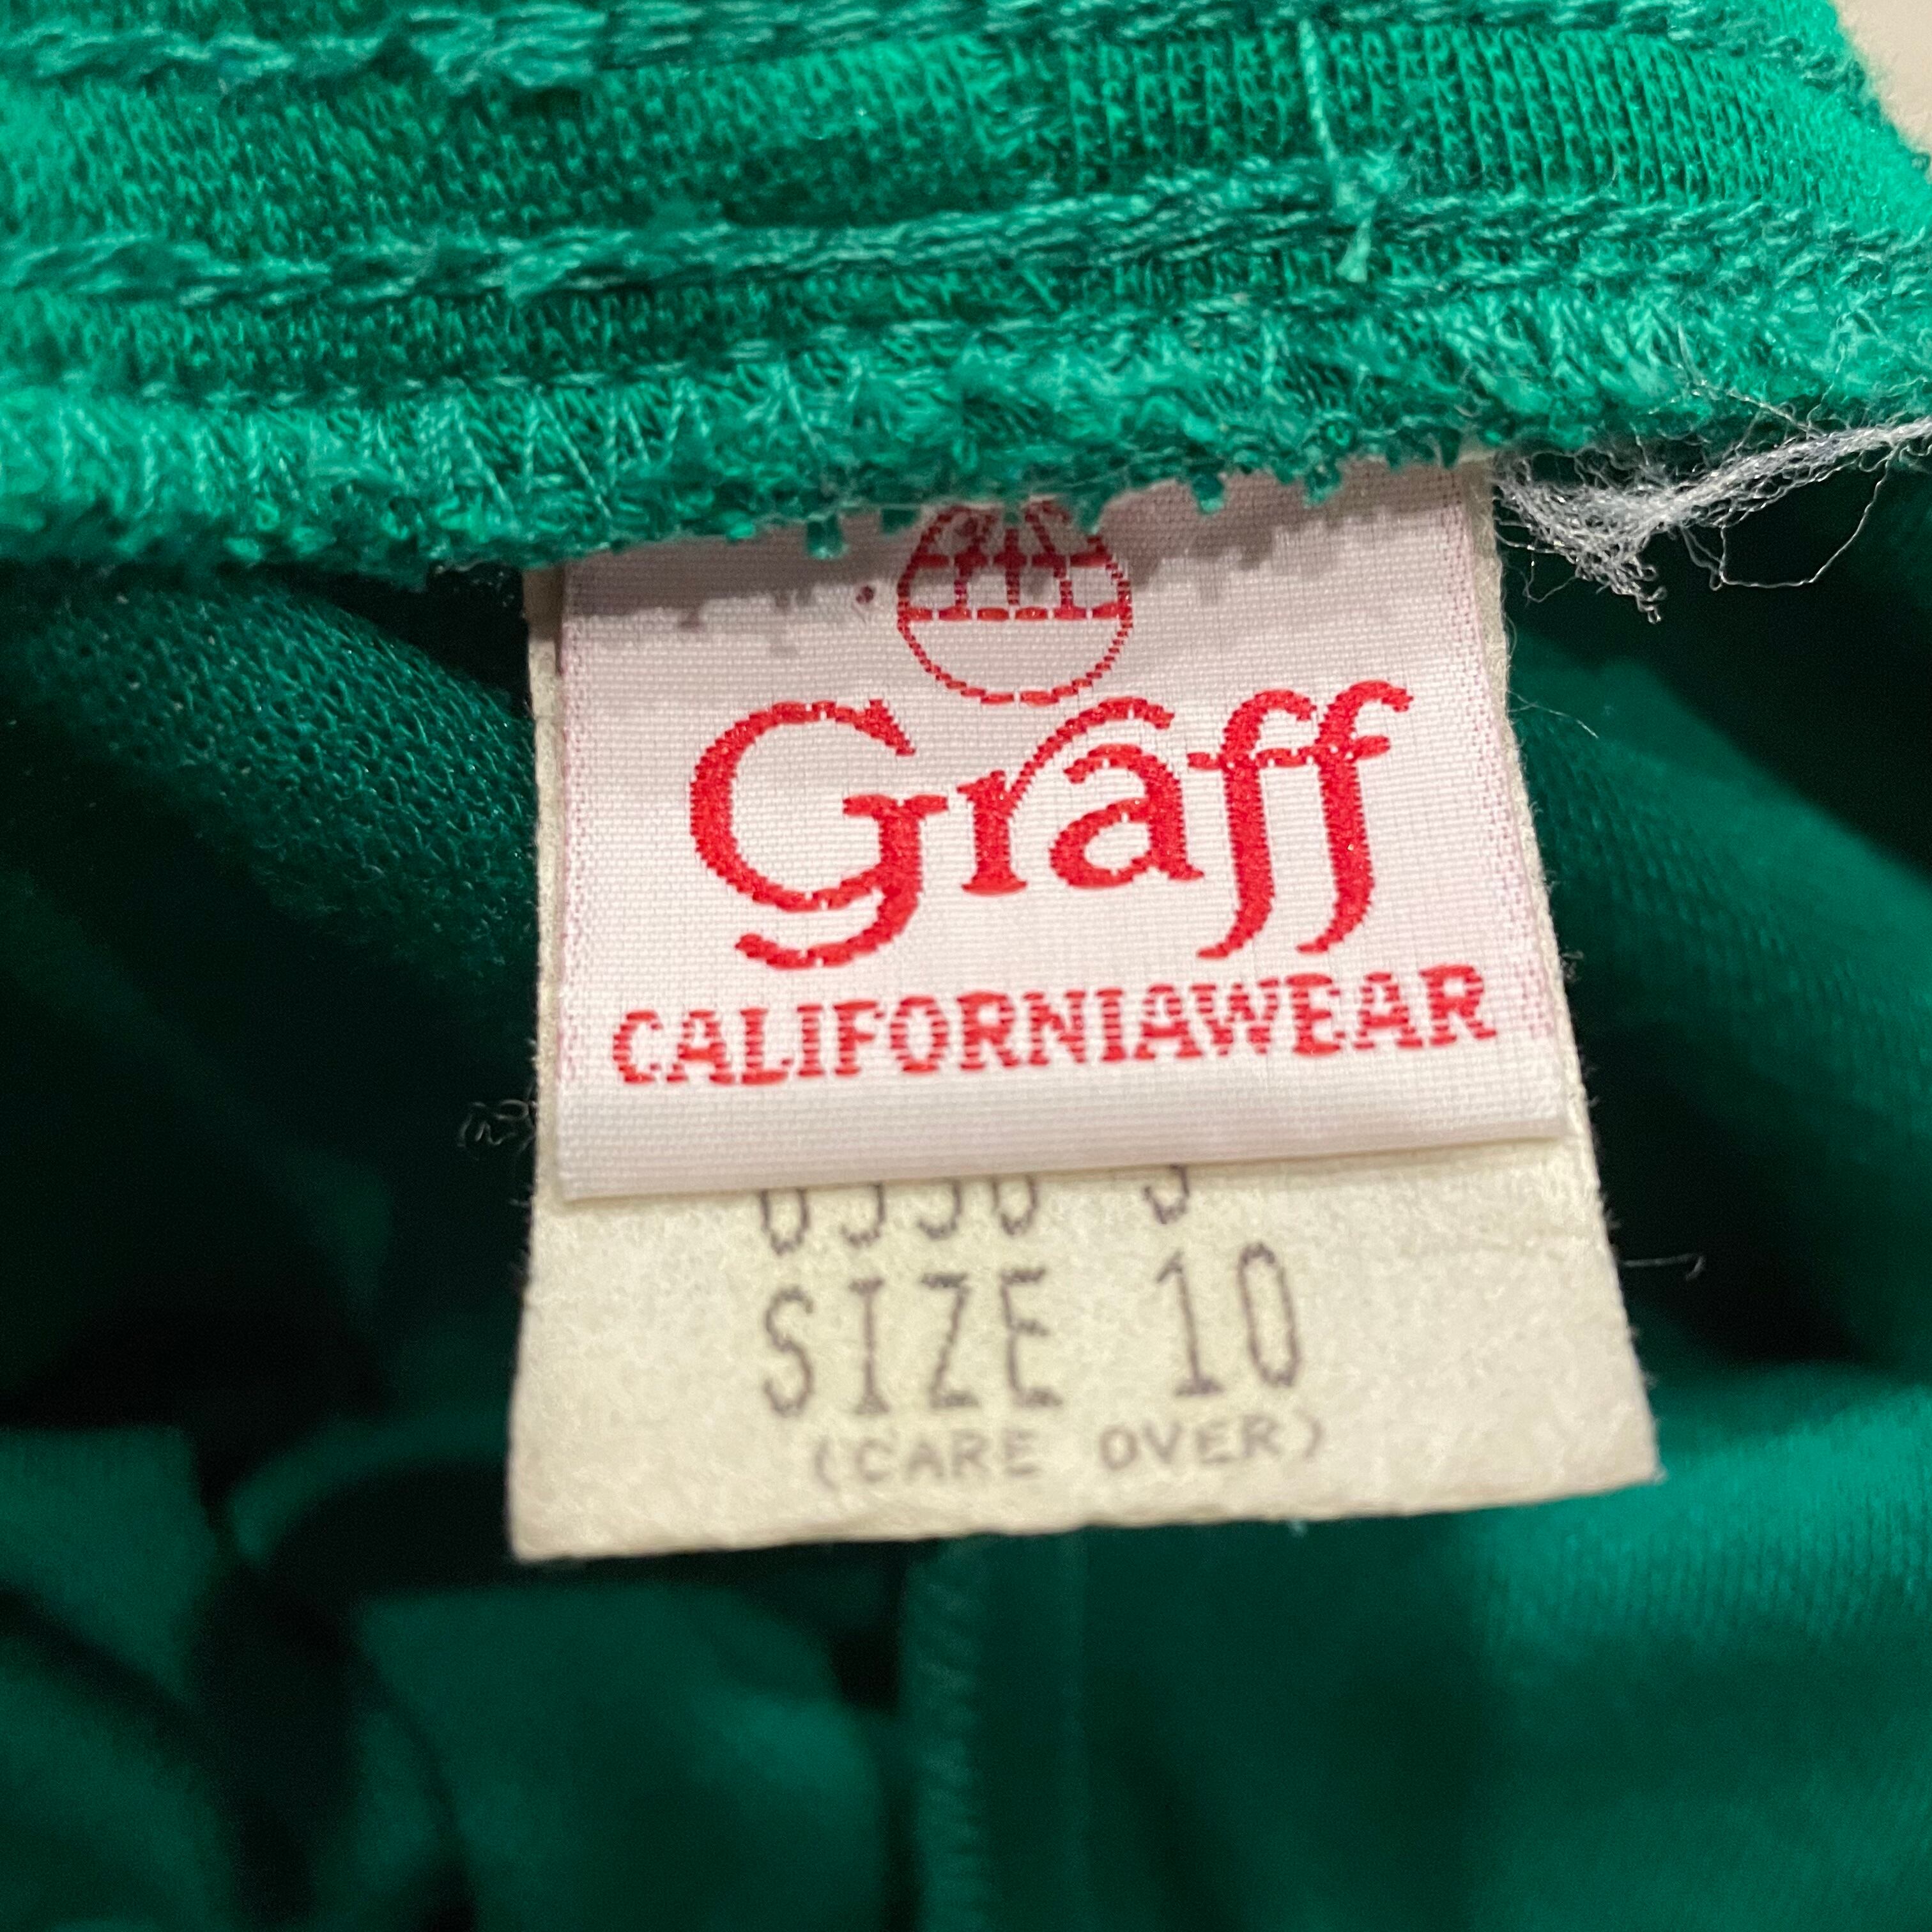 Graff
CALIFORNIAWEAR
SIZE 10
(CARE OVER)